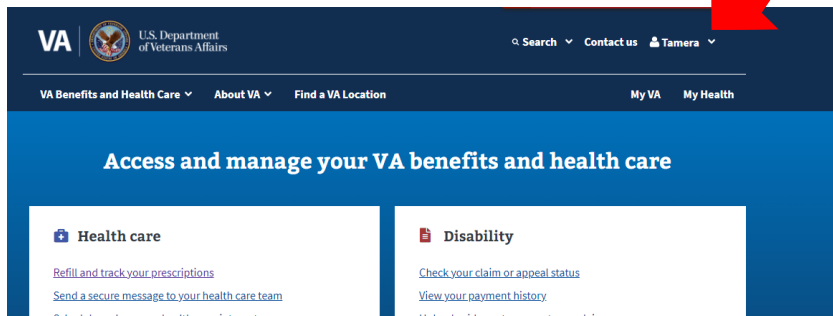 VA
U.S. Department
of Veterans Affairs
Search
Contact us
Tamera
VA Benefits and Health Care
About VA
Find a VA Location
My VA
My Health
Access and manage your VA benefits and health care
Health care
Refill and track your prescriptions
Send a secure message to your health care team
Disability
Check your claim or appeal status
View your payment history